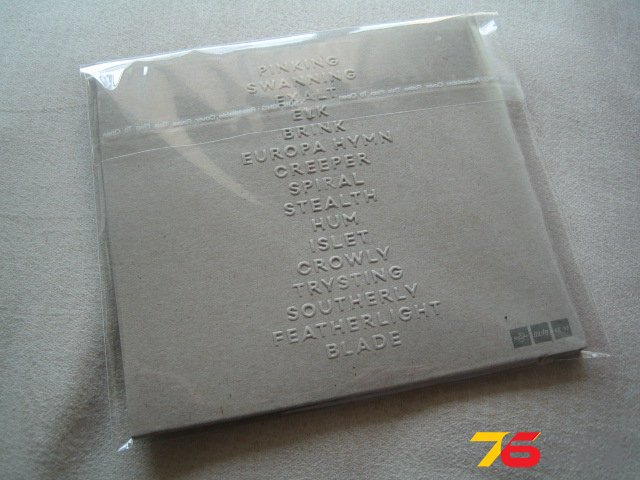 PINKING
SWANNING
EXALT
ELK
BRINK
EUROPA HYMN
CREEPER
SPIRAL
STEALTH
HUM
ISLET
CROWLY
TRYSTING
SOUTHERLY
FEATHERLIGHT
BLADE
76